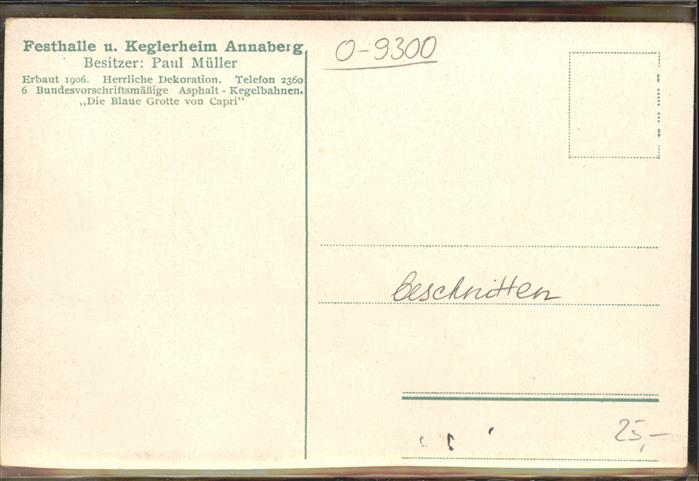 Festhalle u. Keglerheim Annaberg
Besitzer: Paul Müller
Erbaut 1906. Herrliche Dekoration. Telefon 2360
6 Bundesvorschriftsmäßige Asphalt-Kegelbahnen.
„Die Blaue Grotte von Capri"
O-9300
beschnitten
25,-